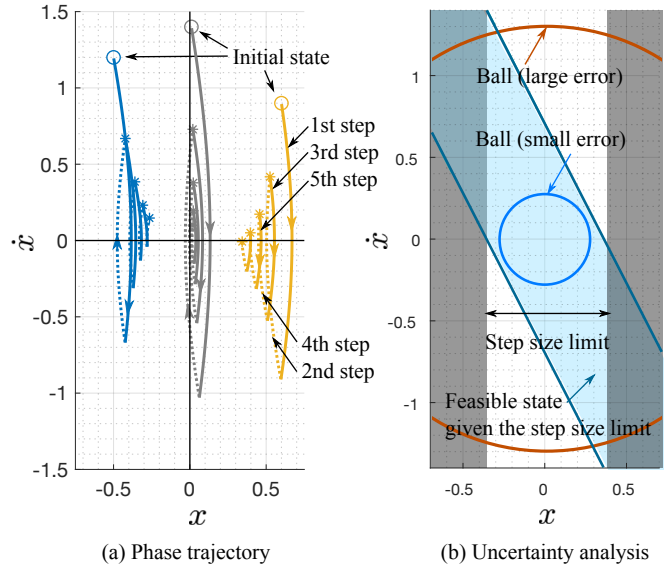 1.5
1
0.5
0
-0.5
-1
-1.5
-0.5
0
0.5
ẋ
x
Initial state
1st step
3rd step
5th step
4th step
2nd step
(a) Phase trajectory
1
0.5
0
-0.5
-1
-0.5
0
0.5
ẋ
x
Ball (large error)
Ball (small error)
Step size limit
Feasible state
given the step size limit
(b) Uncertainty analysis